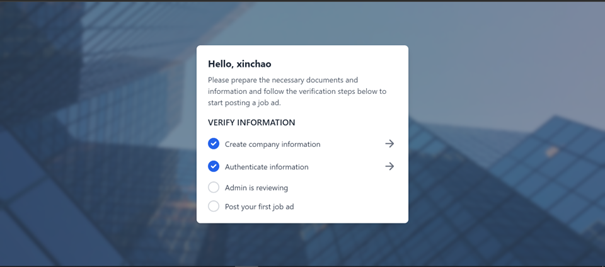 Hello, xinchao
Please prepare the necessary documents and
information and follow the verification steps below to
start posting a job ad.
VERIFY INFORMATION
Create company information
Authenticate information
Admin is reviewing
Post your first job ad